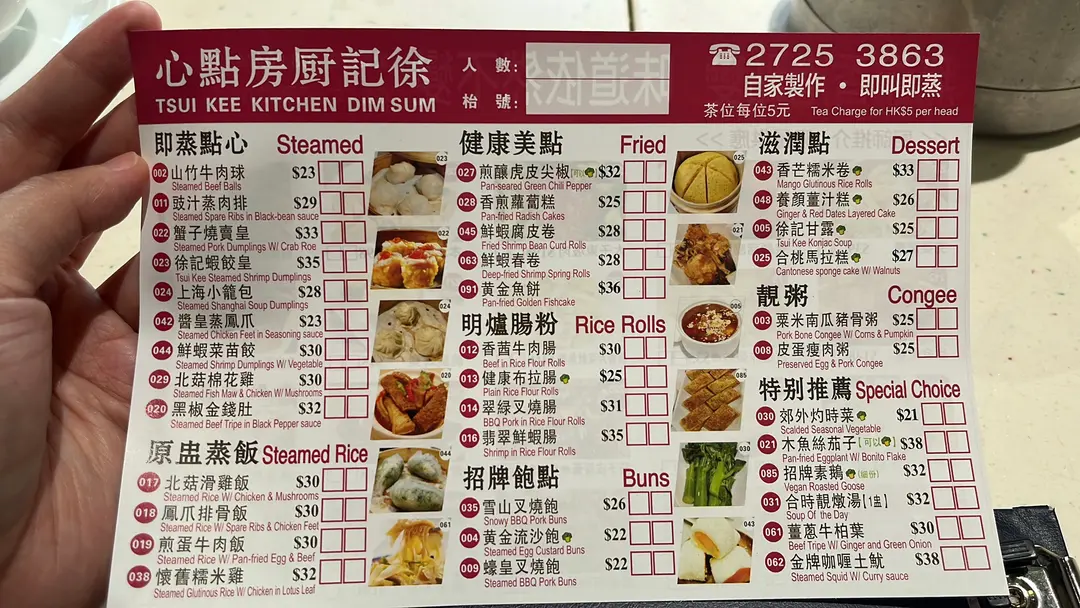 心點房厨記徐
TSUI KEE KITCHEN DIM SUM
人 數:
枱 號:
☎2725 3863
自家製作 · 即叫即蒸
茶位每位5元 Tea Charge for HK$5 per head
即蒸點心 Steamed
002 山竹牛肉球 $23
Steamed Beef Balls
011 豉汁蒸肉排 $29
Steamed Spare Ribs in Black-bean sauce
022 蟹子燒賣皇 $33
Steamed Pork Dumplings W/ Crab Roe
023 徐記蝦餃皇 $35
Tsui Kee Steamed Shrimp Dumplings
024 上海小籠包 $28
Steamed Shanghai Soup Dumplings
042 醬皇蒸鳳爪 $23
Steamed Chicken Feet in Seasoning sauce
044 鮮蝦菜苗餃 $30
Steamed Shrimp Dumplings W/ Vegetable
029 北菇棉花雞 $30
Steamed Fish Maw & Chicken W/ Mushrooms
020 黑椒金錢肚 $32
Steamed Beef Tripe in Black Pepper sauce
原盅蒸飯 Steamed Rice
017 北菇滑雞飯 $30
Steamed Rice W/ Chicken & Mushrooms
018 鳳爪排骨飯 $30
Steamed Rice W/ Spare Ribs & Chicken Feet
019 煎蛋牛肉飯 $30
Steamed Rice W/ Pan-fried Egg & Beef
038 懷舊糯米雞 $32
Steamed Glutinous Rice W/ Chicken in Lotus Leaf
023
022
024
020
044
061
健康美點 Fried
027 煎釀虎皮尖椒 $32
Pan-seared Green Chili Pepper
028 香煎蘿蔔糕 $25
Pan-fried Radish Cakes
045 鮮蝦腐皮卷 $28
Fried Shrimp Bean Curd Rolls
063 鮮蝦春卷 $28
Deep-fried Shrimp Spring Rolls
091 黃金魚餅 $36
Pan-fried Golden Fishcake
明爐腸粉 Rice Rolls
012 香茜牛肉腸 $30
Beef in Rice Flour Rolls
013 健康布拉腸 $25
Plain Rice Flour Rolls
014 翠緑叉燒腸 $31
BBQ Pork in Rice Flour Rolls
016 翡翠鮮蝦腸 $35
Shrimp in Rice Flour Rolls
招牌飽點 Buns
035 雪山叉燒飽 $26
Snowy BBQ Pork Buns
004 黃金流沙飽 $22
Steamed Egg Custard Buns
009 蠔皇叉燒飽 $22
Steamed BBQ Pork Buns
025
021
005
085
030
043
滋潤點 Dessert
043 香芒糯米卷 $33
Mango Glutinous Rice Rolls
048 養顏薑汁糕 $26
Ginger & Red Dates Layered Cake
005 徐記甘露 $25
Tsui Kee Konjac Soup
025 合桃馬拉糕 $27
Cantonese sponge cake W/ Walnuts
靚粥 Congee
003 粟米南瓜豬骨粥 $25
Pork Bone Congee W/ Corns & Pumpkin
008 皮蛋瘦肉粥 $25
Preserved Egg & Pork Congee
特别推薦 Special Choice
030 郊外灼時菜 $21
Scalded Seasonal Vegetable
021 木魚絲茄子【可以】 $38
Pan-fried Eggplant W/ Bonito Flake
085 招牌素鵝 $32
Vegan Roasted Goose
031 合時靚燉湯【1盅】 $32
Soup Of the Day
061 薑蔥牛柏葉 $30
Beef Tripe W/ Ginger and Green Onion
062 金牌咖喱土魷 $38
Steamed Squid W/ Curry sauce